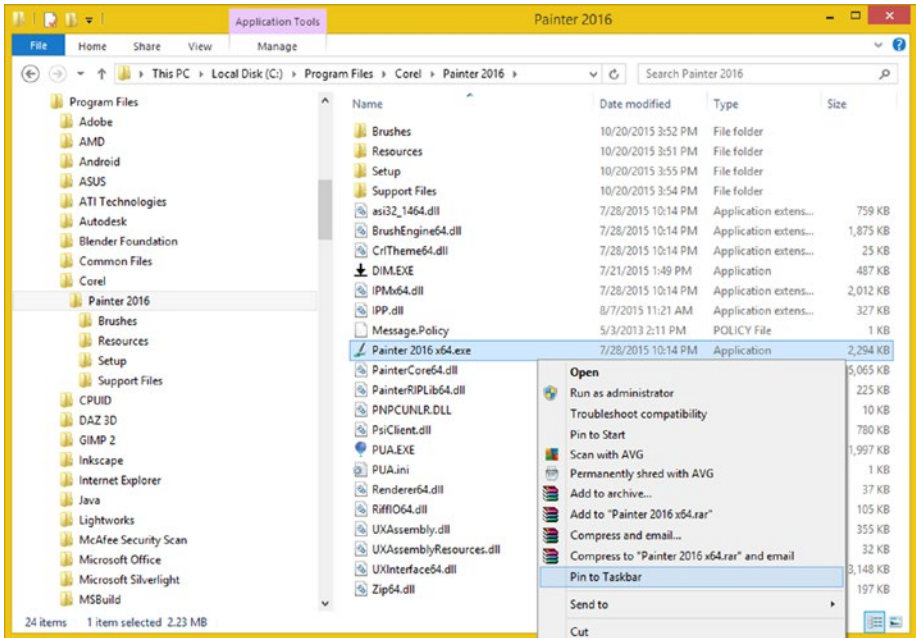 Application Tools
Painter 2016
File Home Share View Manage
This PC Local Disk (C:) Program Files Corel Painter 2016
Search Painter 2016
Program Files
Adobe
AMD
Android
ASUS
ATI Technologies
Autodesk
Blender Foundation
Common Files
Corel
Painter 2016
Brushes
Resources
Setup
Support Files
CPUID
DAZ 3D
GIMP 2
Inkscape
Internet Explorer
Java
Lightworks
McAfee Security Scan
Microsoft Office
Microsoft Silverlight
MSBuild
Name Date modified Type Size
Brushes 10/20/2015 3:52 PM File folder
Resources 10/20/2015 3:51 PM File folder
Setup 10/20/2015 3:55 PM File folder
Support Files 10/20/2015 3:54 PM File folder
asi32_1464.dll 7/28/2015 10:14 PM Application extens... 759 KB
BrushEngine64.dll 7/28/2015 10:14 PM Application extens... 1,875 KB
CrlTheme64.dll 7/28/2015 10:14 PM Application extens... 25 KB
DIM.EXE 7/21/2015 1:49 PM Application 487 KB
IPMx64.dll 7/28/2015 10:14 PM Application extens... 2,012 KB
IPP.dll 8/7/2015 11:21 AM Application extens... 327 KB
Message.Policy 5/3/2013 2:11 PM POLICY File 1 KB
Painter 2016 x64.exe 7/28/2015 10:14 PM Application 2,294 KB
PainterCore64.dll 5,065 KB
PainterRIPLib64.dll 225 KB
PNPCUNLR.DLL 10 KB
PsiClient.dll 780 KB
PUA.EXE 1,997 KB
PUA.ini 1 KB
Renderer64.dll 37 KB
RiffIO64.dll 105 KB
UXAssembly.dll 355 KB
UXAssemblyResources.dll 32 KB
UXInterface64.dll 3,148 KB
Zip64.dll 197 KB
Open
Run as administrator
Troubleshoot compatibility
Pin to Start
Scan with AVG
Permanently shred with AVG
Add to archive...
Add to "Painter 2016 x64.rar"
Compress and email...
Compress to "Painter 2016 x64.rar" and email
Pin to Taskbar
Send to
Cut
24 items 1 item selected 2.23 MB